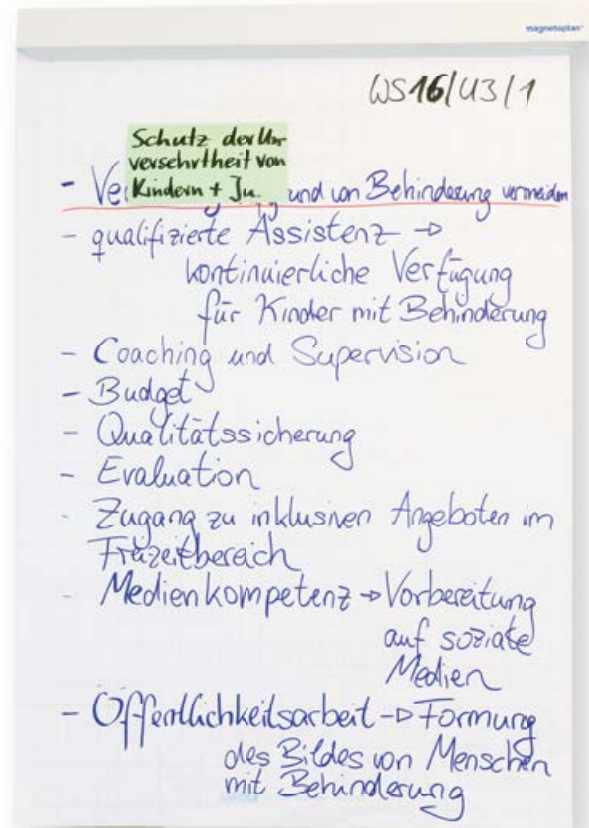 magnetoplan
WS16/U3/1
Schutz der Un-
versehrtheit von
Kindern + Ju.
- Ve und von Behinderung vermeiden
- qualifizierte Assistenz →
kontinuierliche Verfügung
für Kinder mit Behinderung
- Coaching und Supervision
- Budget
- Qualitätssicherung
- Evaluation
- Zugang zu inklusiven Angeboten im
Freizeitbereich
- Medienkompetenz → Vorbereitung
auf soziale
Medien
- Öffentlichkeitsarbeit → Formung
des Bildes von Menschen
mit Behinderung